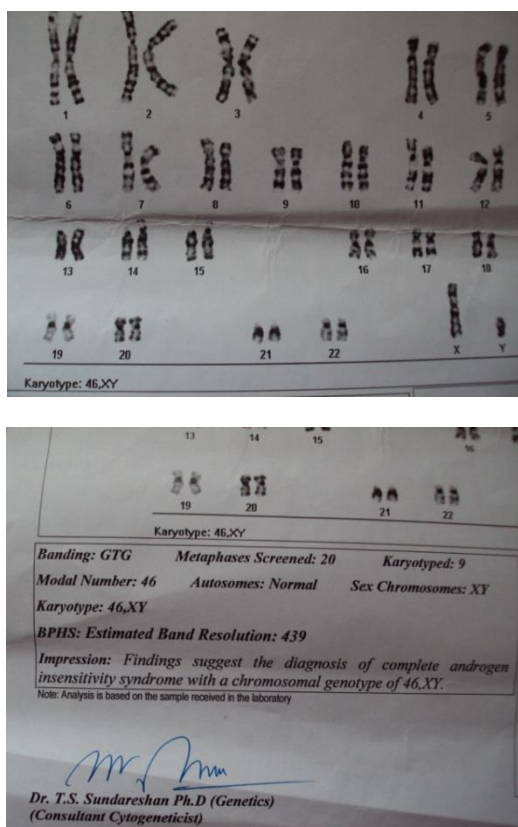 1 2 3 4 5
6 7 8 9 10 11 12
13 14 15 16 17 18
19 20 21 22 X Y
Karyotype: 46,XY
13 14 15 16
19 20 21 22
Karyotype: 46,XY
Banding: GTG Metaphases Screened: 20 Karyotyped: 9
Modal Number: 46 Autosomes: Normal Sex Chromosomes: XY
Karyotype: 46,XY
BPHS: Estimated Band Resolution: 439
Impression: Findings suggest the diagnosis of complete androgen
insensitivity syndrome with a chromosomal genotype of 46,XY.
Note: Analysis is based on the sample received in the laboratory
Dr. T.S. Sundareshan Ph.D (Genetics)
(Consultant Cytogeneticist)